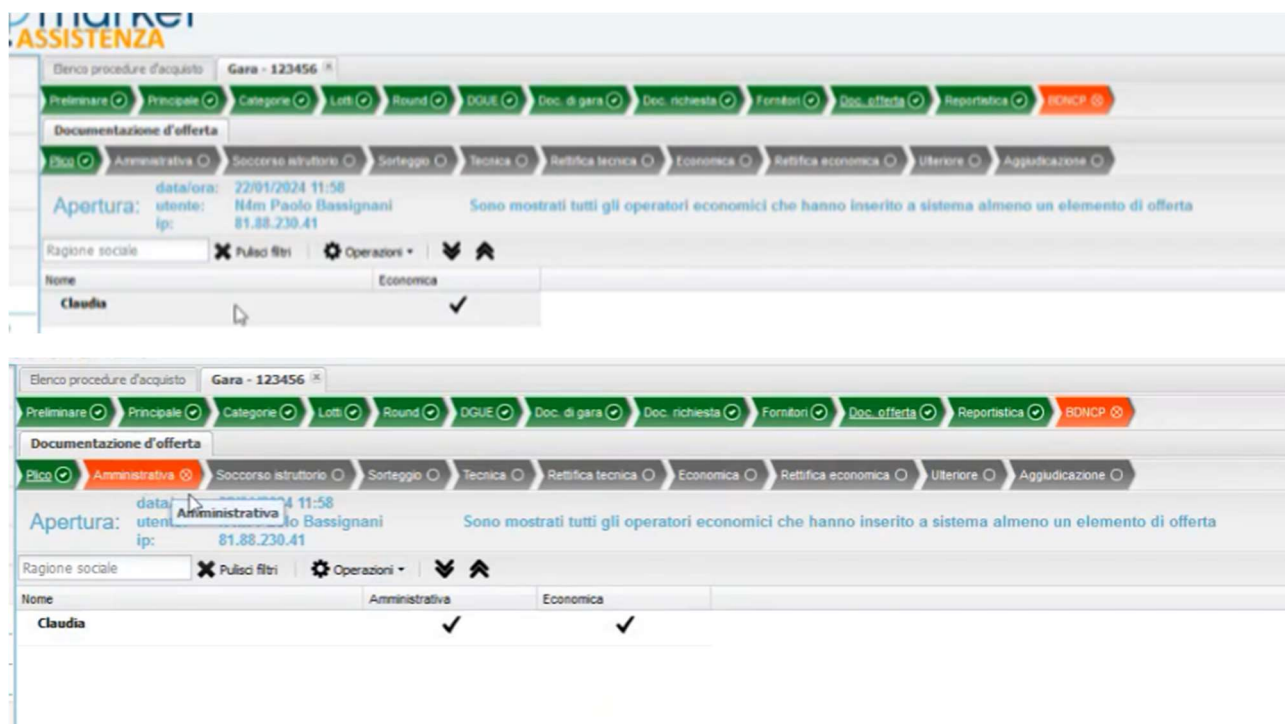 market
ASSISTENZA
Elenco procedure d'acquisto Gara - 123456
Preliminare Principale Categorie Lotti Round DGUE Doc. di gara Doc. richiesta Fornitori Doc. offerta Reportistica BDNCP
Documentazione d'offerta
Plico Amministrativa Soccorso istruttorio Sorteggio Tecnica Rettifica tecnica Economica Rettifica economica Ulteriore Aggiudicazione
data/ora: 22/01/2024 11:58
Apertura: utente: N4m Paolo Bassignani Sono mostrati tutti gli operatori economici che hanno inserito a sistema almeno un elemento di offerta
ip: 81.88.230.41
Ragione sociale Pulisci filtri Operazioni
Nome Economica
Claudia
Elenco procedure d'acquisto Gara - 123456
Preliminare Principale Categorie Lotti Round DGUE Doc. di gara Doc. richiesta Fornitori Doc. offerta Reportistica BDNCP
Documentazione d'offerta
Plico Amministrativa Soccorso istruttorio Sorteggio Tecnica Rettifica tecnica Economica Rettifica economica Ulteriore Aggiudicazione
data 4 11:58
Apertura: uten Amministrativa lo Bassignani Sono mostrati tutti gli operatori economici che hanno inserito a sistema almeno un elemento di offerta
ip: 81.88.230.41
Ragione sociale Pulisci filtri Operazioni
Nome Amministrativa Economica
Claudia